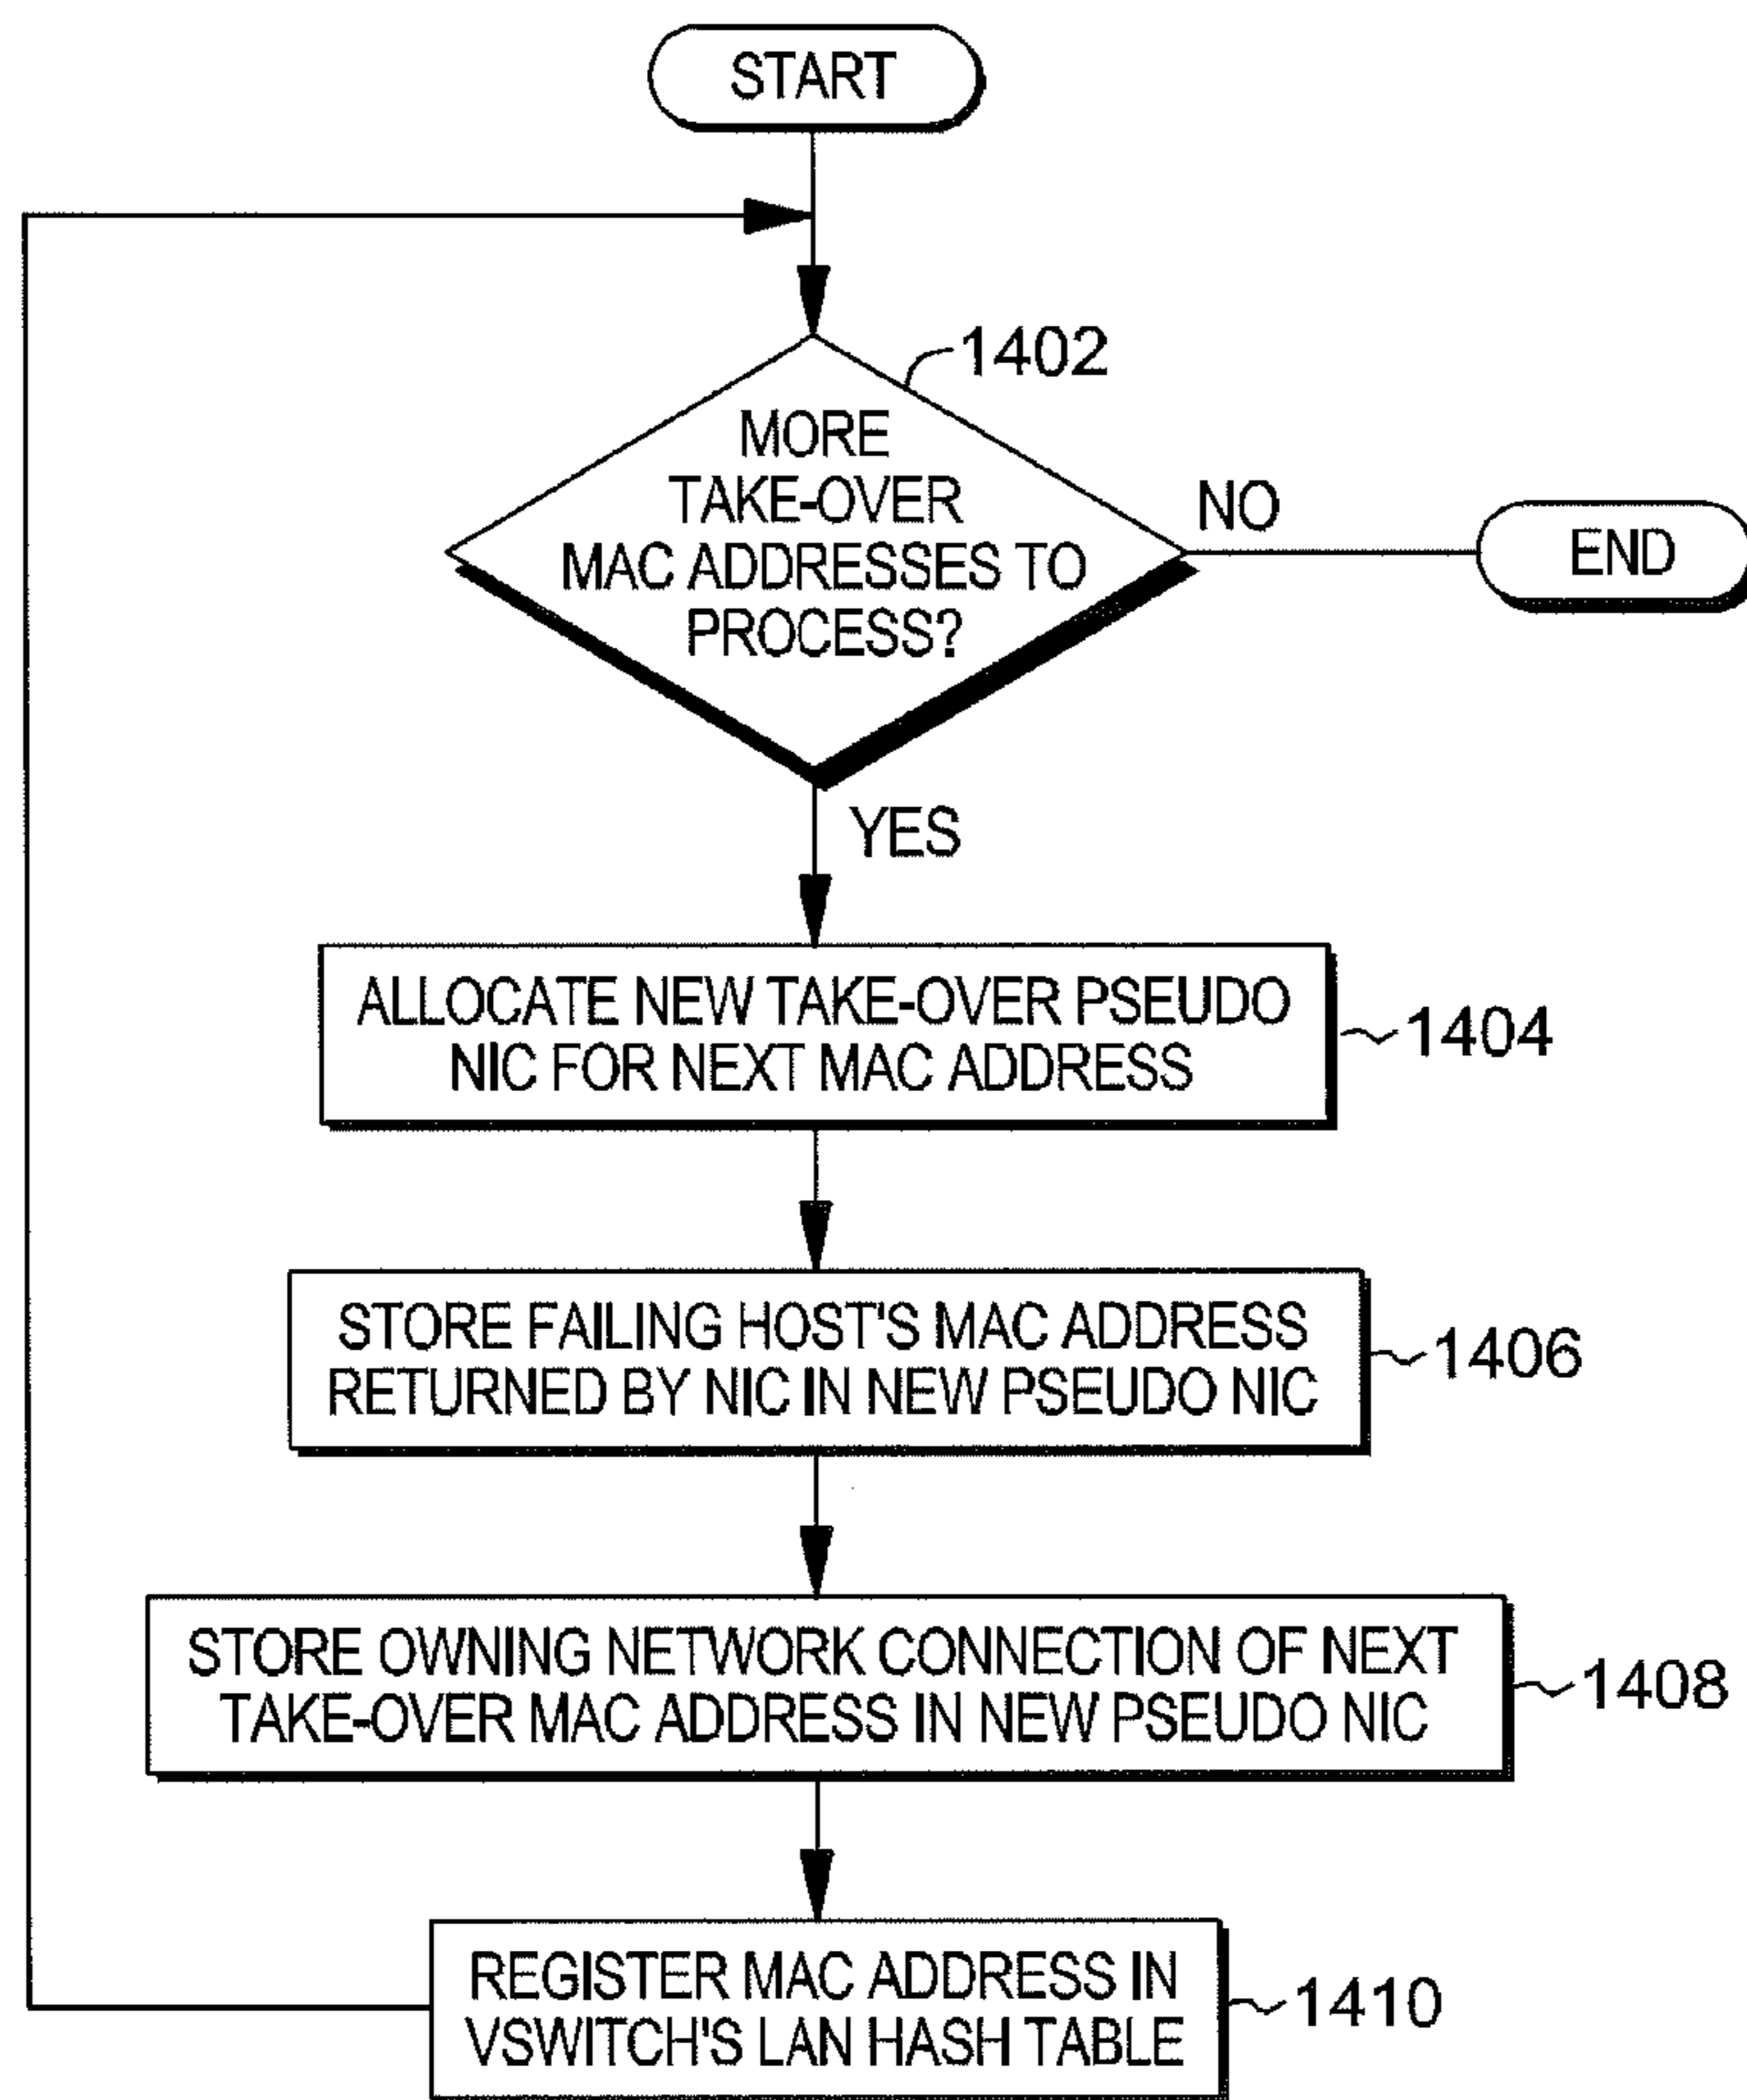 START
1402
MORE
TAKE-OVER
MAC ADDRESSES TO
PROCESS?
NO
END
YES
ALLOCATE NEW TAKE-OVER PSEUDO
NIC FOR NEXT MAC ADDRESS
1404
STORE FAILING HOST'S MAC ADDRESS
RETURNED BY NIC IN NEW PSEUDO NIC
1406
STORE OWNING NETWORK CONNECTION OF NEXT
TAKE-OVER MAC ADDRESS IN NEW PSEUDO NIC
1408
REGISTER MAC ADDRESS IN
VSWITCH'S LAN HASH TABLE
1410